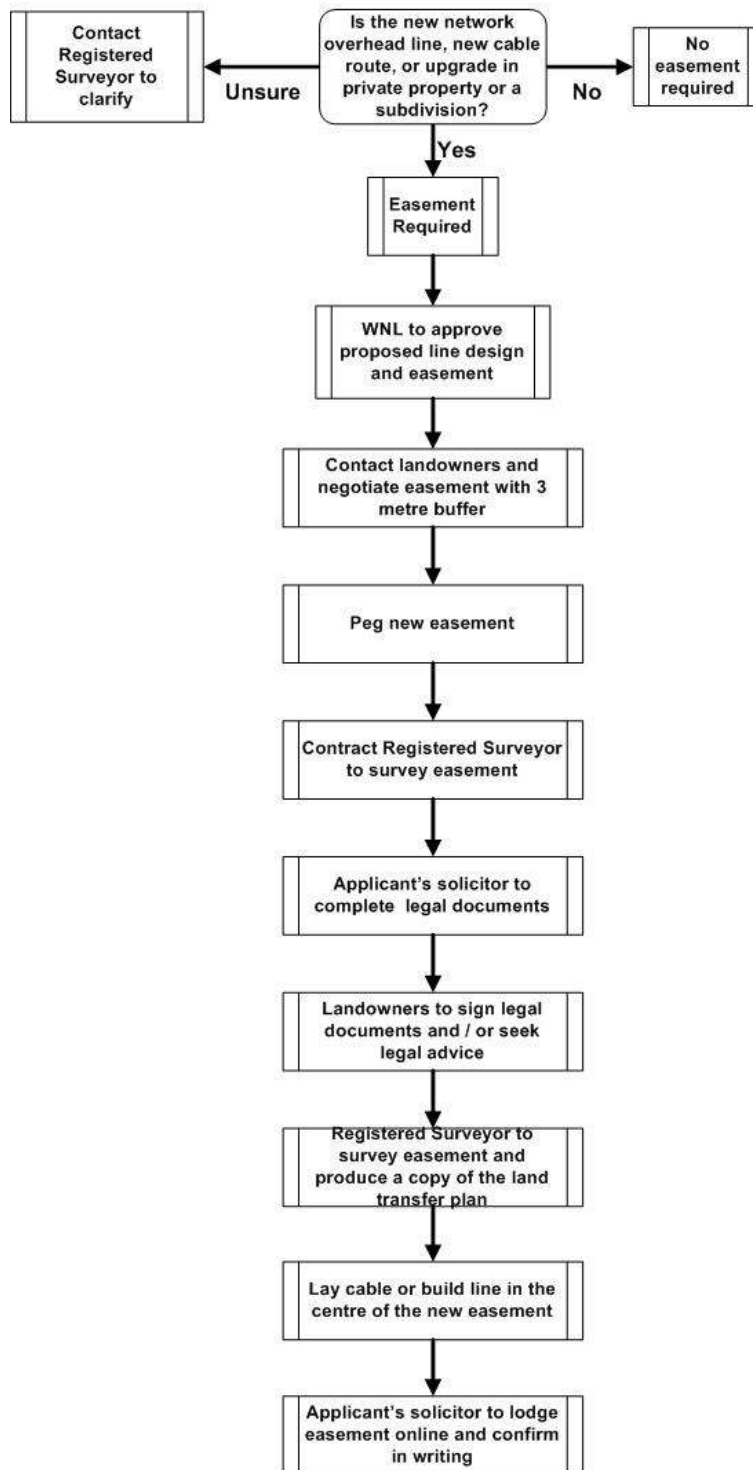 Contact
Registered
Surveyor to
clarify
Unsure
Is the new network
overhead line, new cable
route, or upgrade in
private property or a
subdivision?
No
No
easement
required
Yes
Easement
Required
WNL to approve
proposed line design
and easement
Contact landowners and
negotiate easement with 3
metre buffer
Peg new easement
Contract Registered Surveyor
to survey easement
Applicant’s solicitor to
complete legal documents
Landowners to sign legal
documents and / or seek
legal advice
Registered Surveyor to
survey easement and
produce a copy of the land
transfer plan
Lay cable or build line in the
centre of the new easement
Applicant’s solicitor to lodge
easement online and confirm
in writing